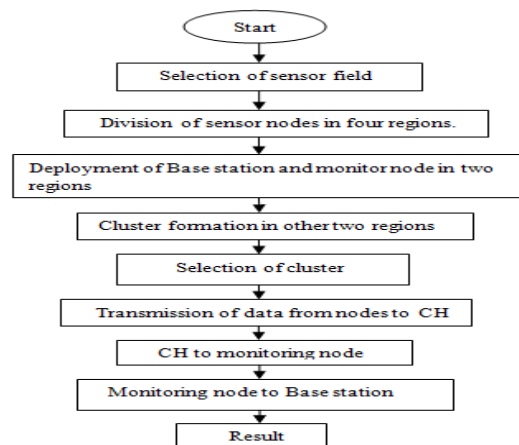 Start
Selection of sensor field
Division of sensor nodes in four regions.
Deployment of Base station and monitor node in two
regions
Cluster formation in other two regions
Selection of cluster
Transmission of data from nodes to CH
CH to monitoring node
Monitoring node to Base station
Result